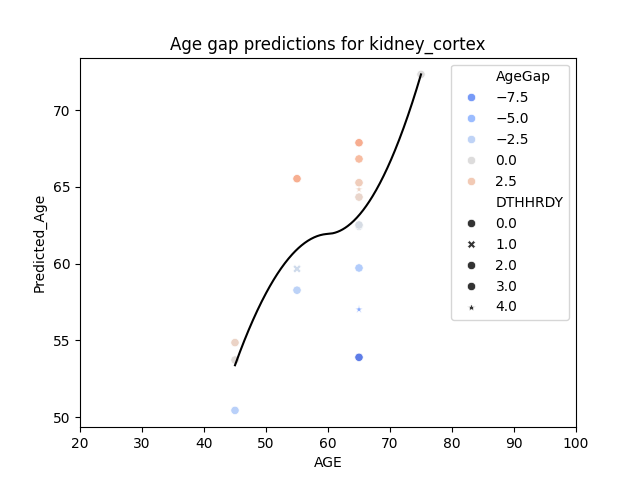 Age gap predictions for kidney_cortex
Predicted_Age
70
65
60
55
50
20 30 40 50 60 70 80 90 100
AGE
AgeGap
−7.5
−5.0
−2.5
0.0
2.5
DTHHRDY
0.0
1.0
2.0
3.0
4.0